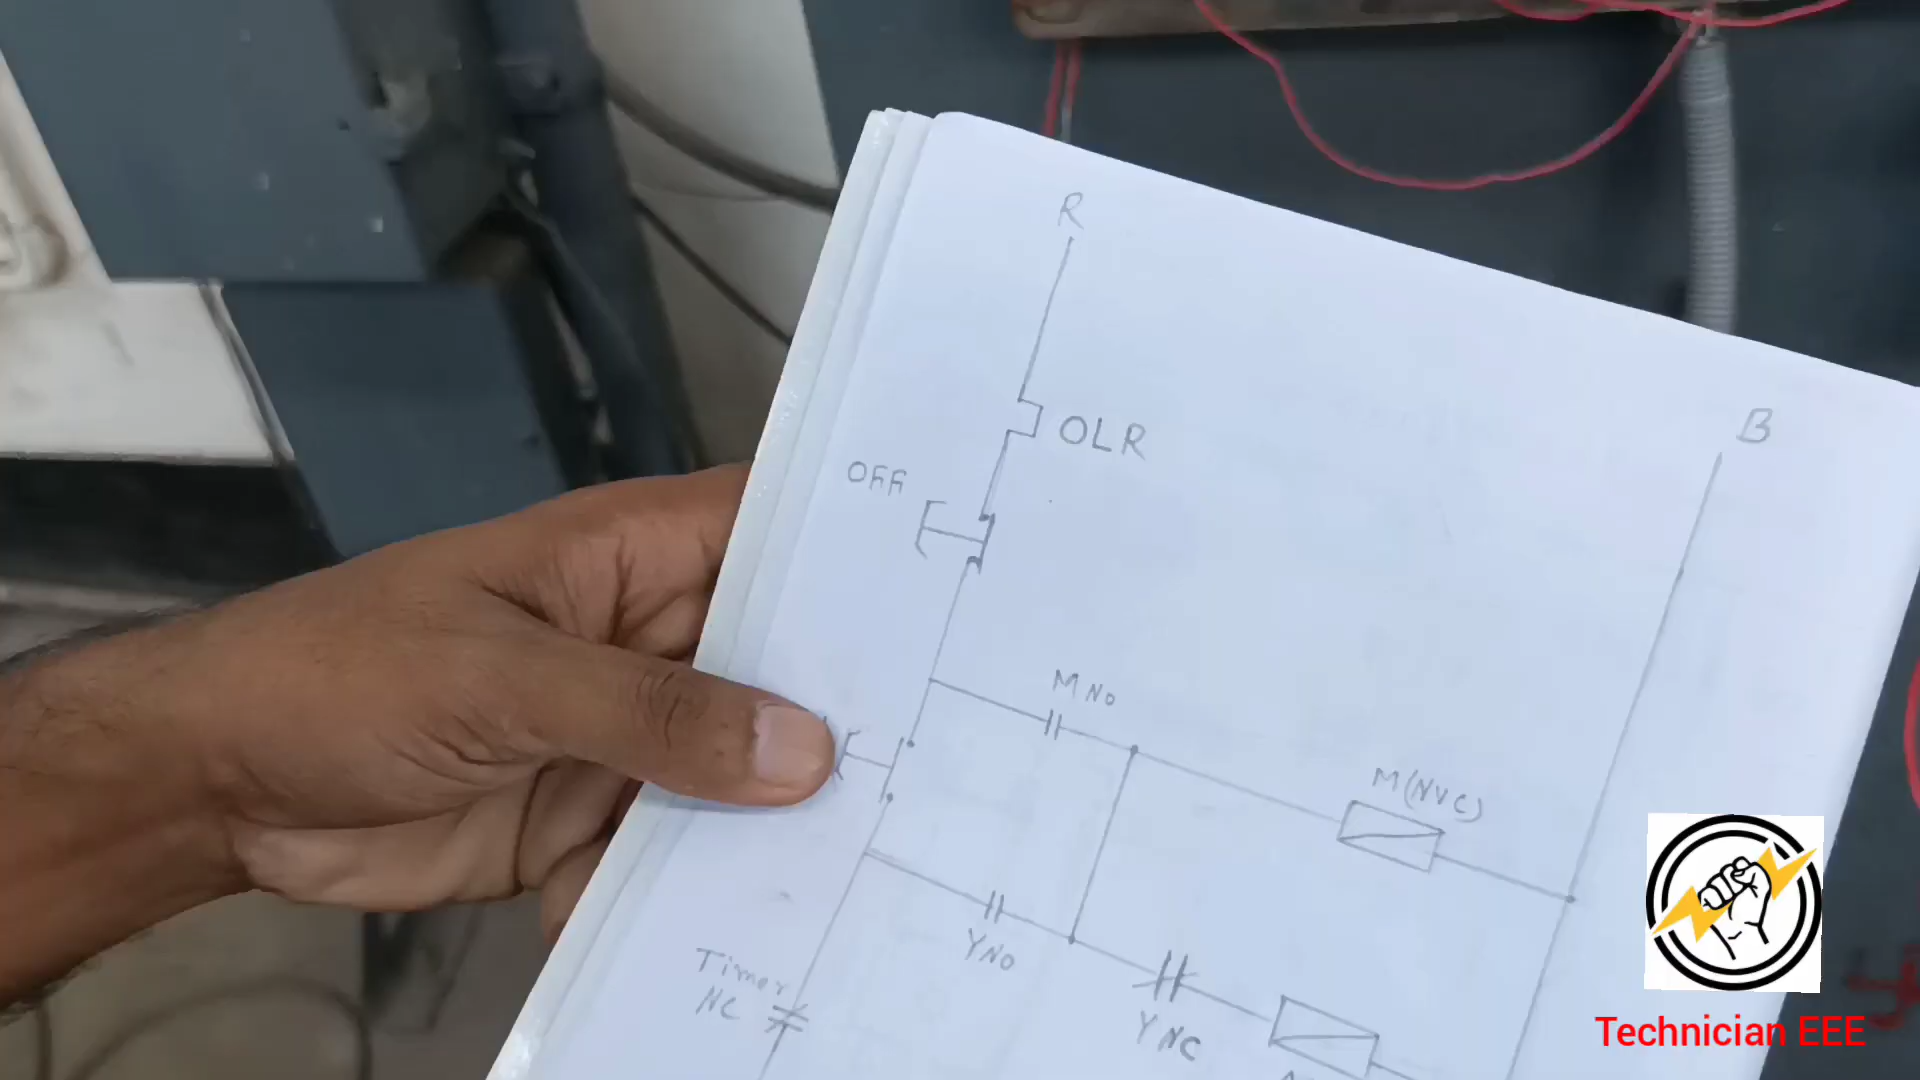 R
B
OLR
OFF
M NO
M(NVC)
Y NO
Timer
NC
Y NC
Technician EEE